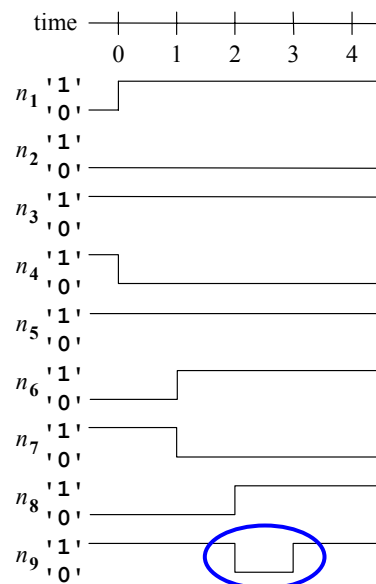 time
0 1 2 3 4
n1 '1'
'0'
n2 '1'
'0'
n3 '1'
'0'
n4 '1'
'0'
n5 '1'
'0'
n6 '1'
'0'
n7 '1'
'0'
n8 '1'
'0'
n9 '1'
'0'